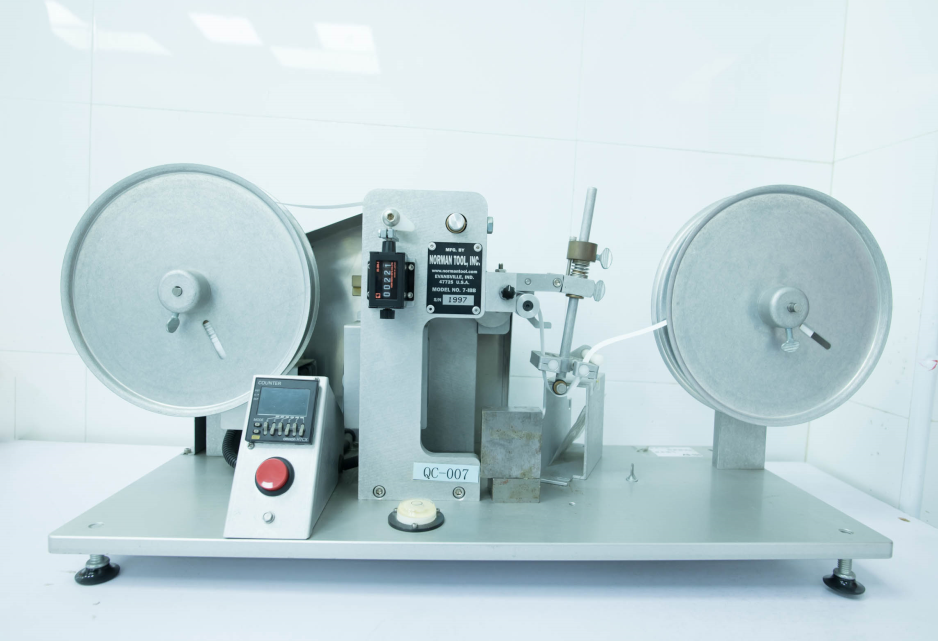 MFG. BY
NORMAN TOOL, INC.
www.normantool.com
EVANSVILLE, IND.
47725 U.S.A.
MODEL NO. 7-IBB
S/N 1997
00221
COUNTER
QC-007